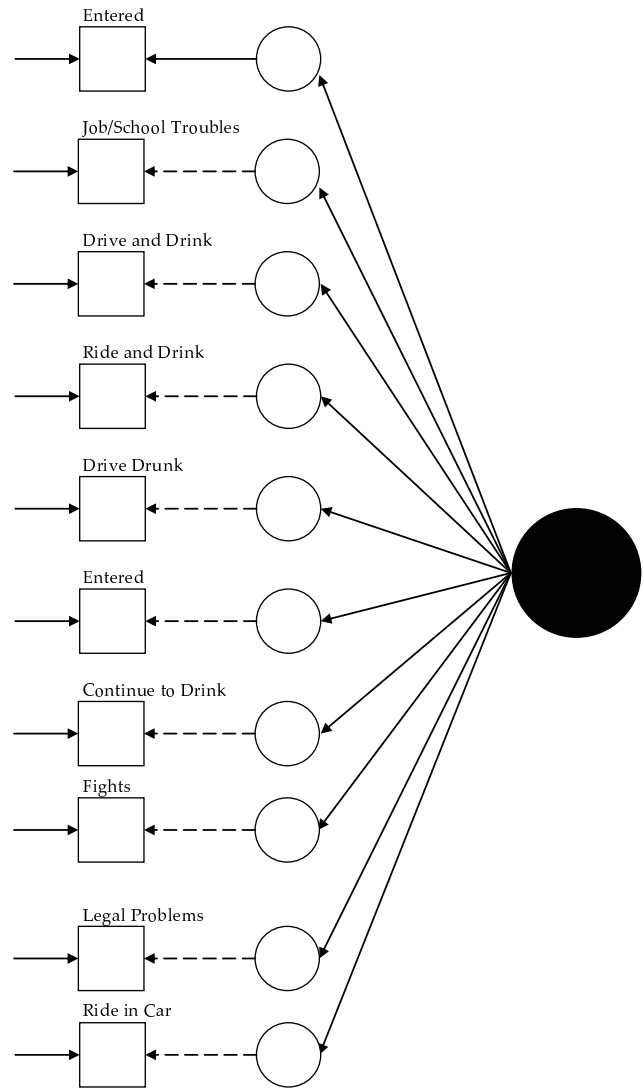 Entered
Job/School Troubles
Drive and Drink
Ride and Drink
Drive Drunk
Entered
Continue to Drink
Fights
Legal Problems
Ride in Car